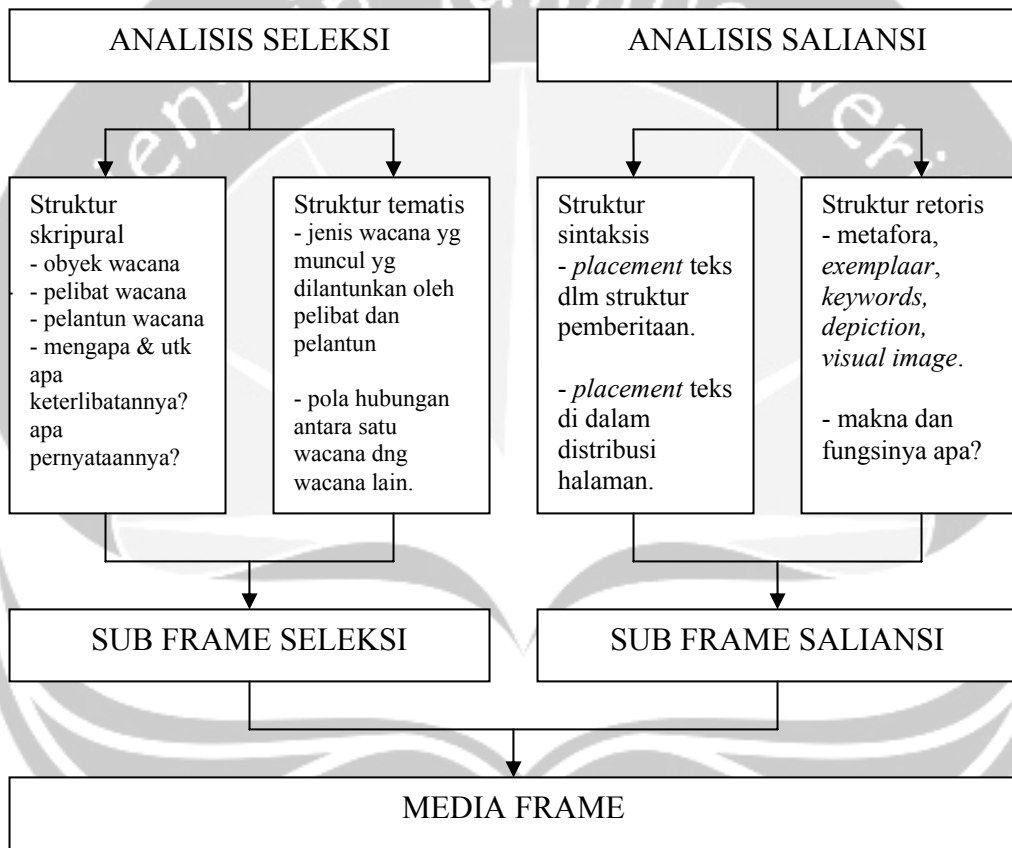 ANALISIS SELEKSI
ANALISIS SALIANSI
Struktur
skripural
- obyek wacana
- pelibat wacana
- pelantun wacana
- mengapa & utk
apa
keterlibatannya?
apa
pernyataannya?
Struktur tematis
- jenis wacana yg
muncul yg
dilantunkan oleh
pelibat dan
pelantun
- pola hubungan
antara satu
wacana dng
wacana lain.
Struktur
sintaksis
- placement teks
dlm struktur
pemberitaan.
- placement teks
di dalam
distribusi
halaman.
Struktur retoris
- metafora,
exemplaar,
keywords,
depiction,
visual image.
- makna dan
fungsinya apa?
SUB FRAME SELEKSI
SUB FRAME SALIANSI
MEDIA FRAME